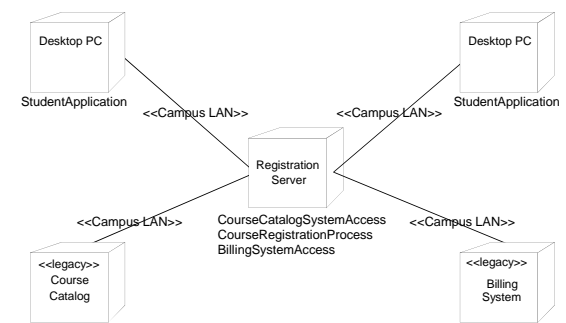 Desktop PC
Desktop PC
StudentApplication
StudentApplication
<<Campus LAN>>
<<Campus LAN>>
Registration
Server
<<Campus LAN>>
<<Campus LAN>>
CourseCatalogSystemAccess
CourseRegistrationProcess
BillingSystemAccess
<<legacy>>
Course
Catalog
<<legacy>>
Billing
System